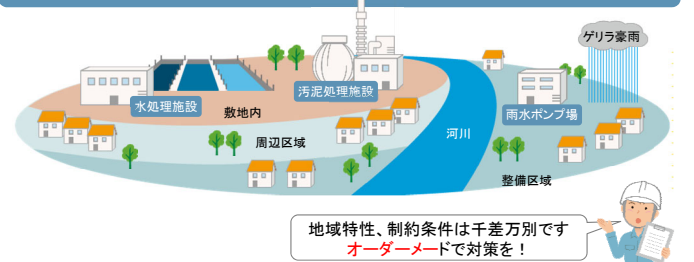 ゲリラ豪雨
汚泥処理施設
水処理施設
敷地内
雨水ポンプ場
周辺区域
河川
整備区域
地域特性、制約条件は千差万別です
オーダーメードで対策を！